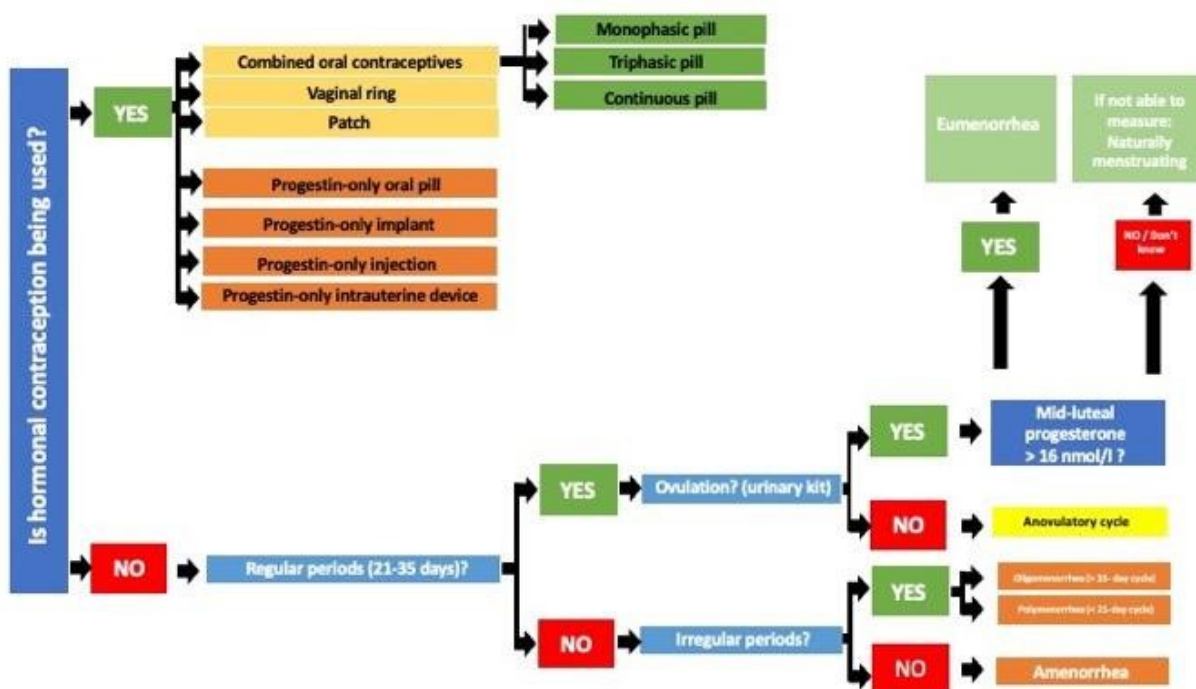 Is hormonal contraception being used?
YES
Combined oral contraceptives
Vaginal ring
Patch
Progestin-only oral pill
Progestin-only implant
Progestin-only injection
Progestin-only intrauterine device
Monophasic pill
Triphasic pill
Continuous pill
NO
Regular periods (21-35 days)?
YES
Ovulation? (urinary kit)
YES
Mid-luteal
progesterone
> 16 nmol/l ?
YES
Eumenorrhea
NO / Don't
know
If not able to
measure:
Naturally
menstruating
NO
Anovulatory cycle
NO
Irregular periods?
YES
Oligomenorrhea (> 35- day cycle)
Polymenorrhea (< 21-day cycle)
NO
Amenorrhea